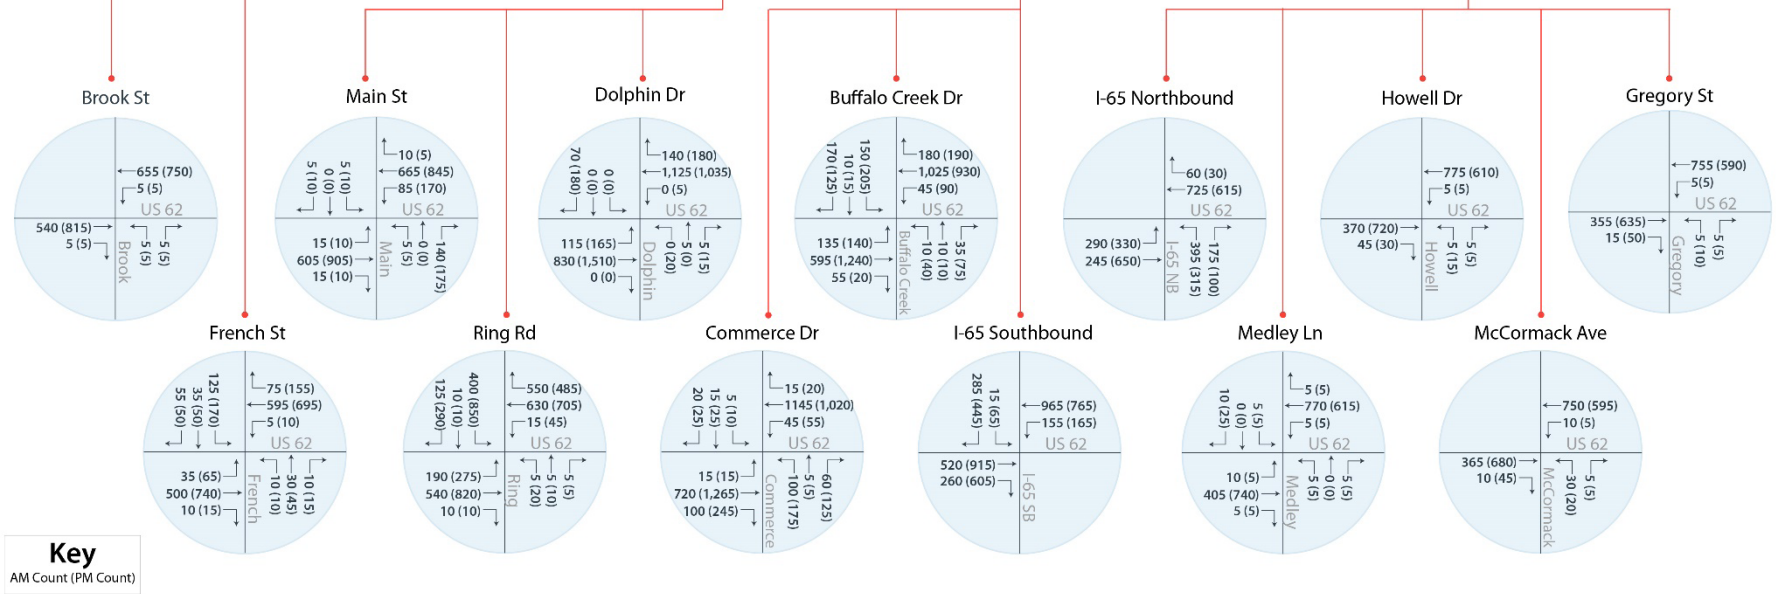 Brook St
655 (750)
5 (5)
US 62
540 (815)
5 (5)
Brook
5 (5)
5 (5)
Main St
5 (10)
0 (0)
5 (10)
10 (5)
665 (845)
85 (170)
US 62
15 (10)
605 (905)
15 (10)
Main
5 (5)
0 (0)
140 (175)
Dolphin Dr
70 (180)
0 (0)
0 (0)
140 (180)
1,125 (1,035)
0 (5)
US 62
115 (165)
830 (1,510)
0 (0)
Dolphin
0 (20)
5 (0)
5 (15)
Buffalo Creek Dr
170 (125)
10 (15)
150 (205)
180 (190)
1,025 (930)
45 (90)
US 62
135 (140)
595 (1,240)
55 (20)
Buffalo Creek
10 (40)
10 (10)
35 (75)
I-65 Northbound
60 (30)
725 (615)
US 62
290 (330)
245 (650)
I-65 NB
395 (315)
175 (100)
Howell Dr
775 (610)
5 (5)
US 62
370 (720)
45 (30)
Howell
5 (15)
5 (5)
Gregory St
755 (590)
5(5)
US 62
355 (635)
15 (50)
Gregory
5 (10)
5 (5)
French St
55 (50)
35 (50)
125 (170)
75 (155)
595 (695)
5 (10)
US 62
35 (65)
500 (740)
10 (15)
French
10 (10)
30 (45)
10 (15)
Ring Rd
125 (290)
10 (10)
400 (850)
550 (485)
630 (705)
15 (45)
US 62
190 (275)
540 (820)
10 (10)
Ring
5 (20)
5 (10)
5 (5)
Commerce Dr
20 (25)
15 (25)
5 (10)
15 (20)
1145 (1,020)
45 (55)
US 62
15 (15)
720 (1,265)
100 (245)
Commerce
100 (175)
5 (5)
60 (125)
I-65 Southbound
285 (445)
15 (65)
965 (765)
155 (165)
US 62
520 (915)
260 (605)
I-65 SB
Medley Ln
10 (25)
0 (0)
5 (5)
5 (5)
770 (615)
5 (5)
US 62
10 (5)
405 (740)
5 (5)
Medley
5 (5)
0 (0)
5 (5)
McCormack Ave
750 (595)
10 (5)
US 62
365 (680)
10 (45)
McCormack
30 (20)
5 (5)
Key
AM Count (PM Count)